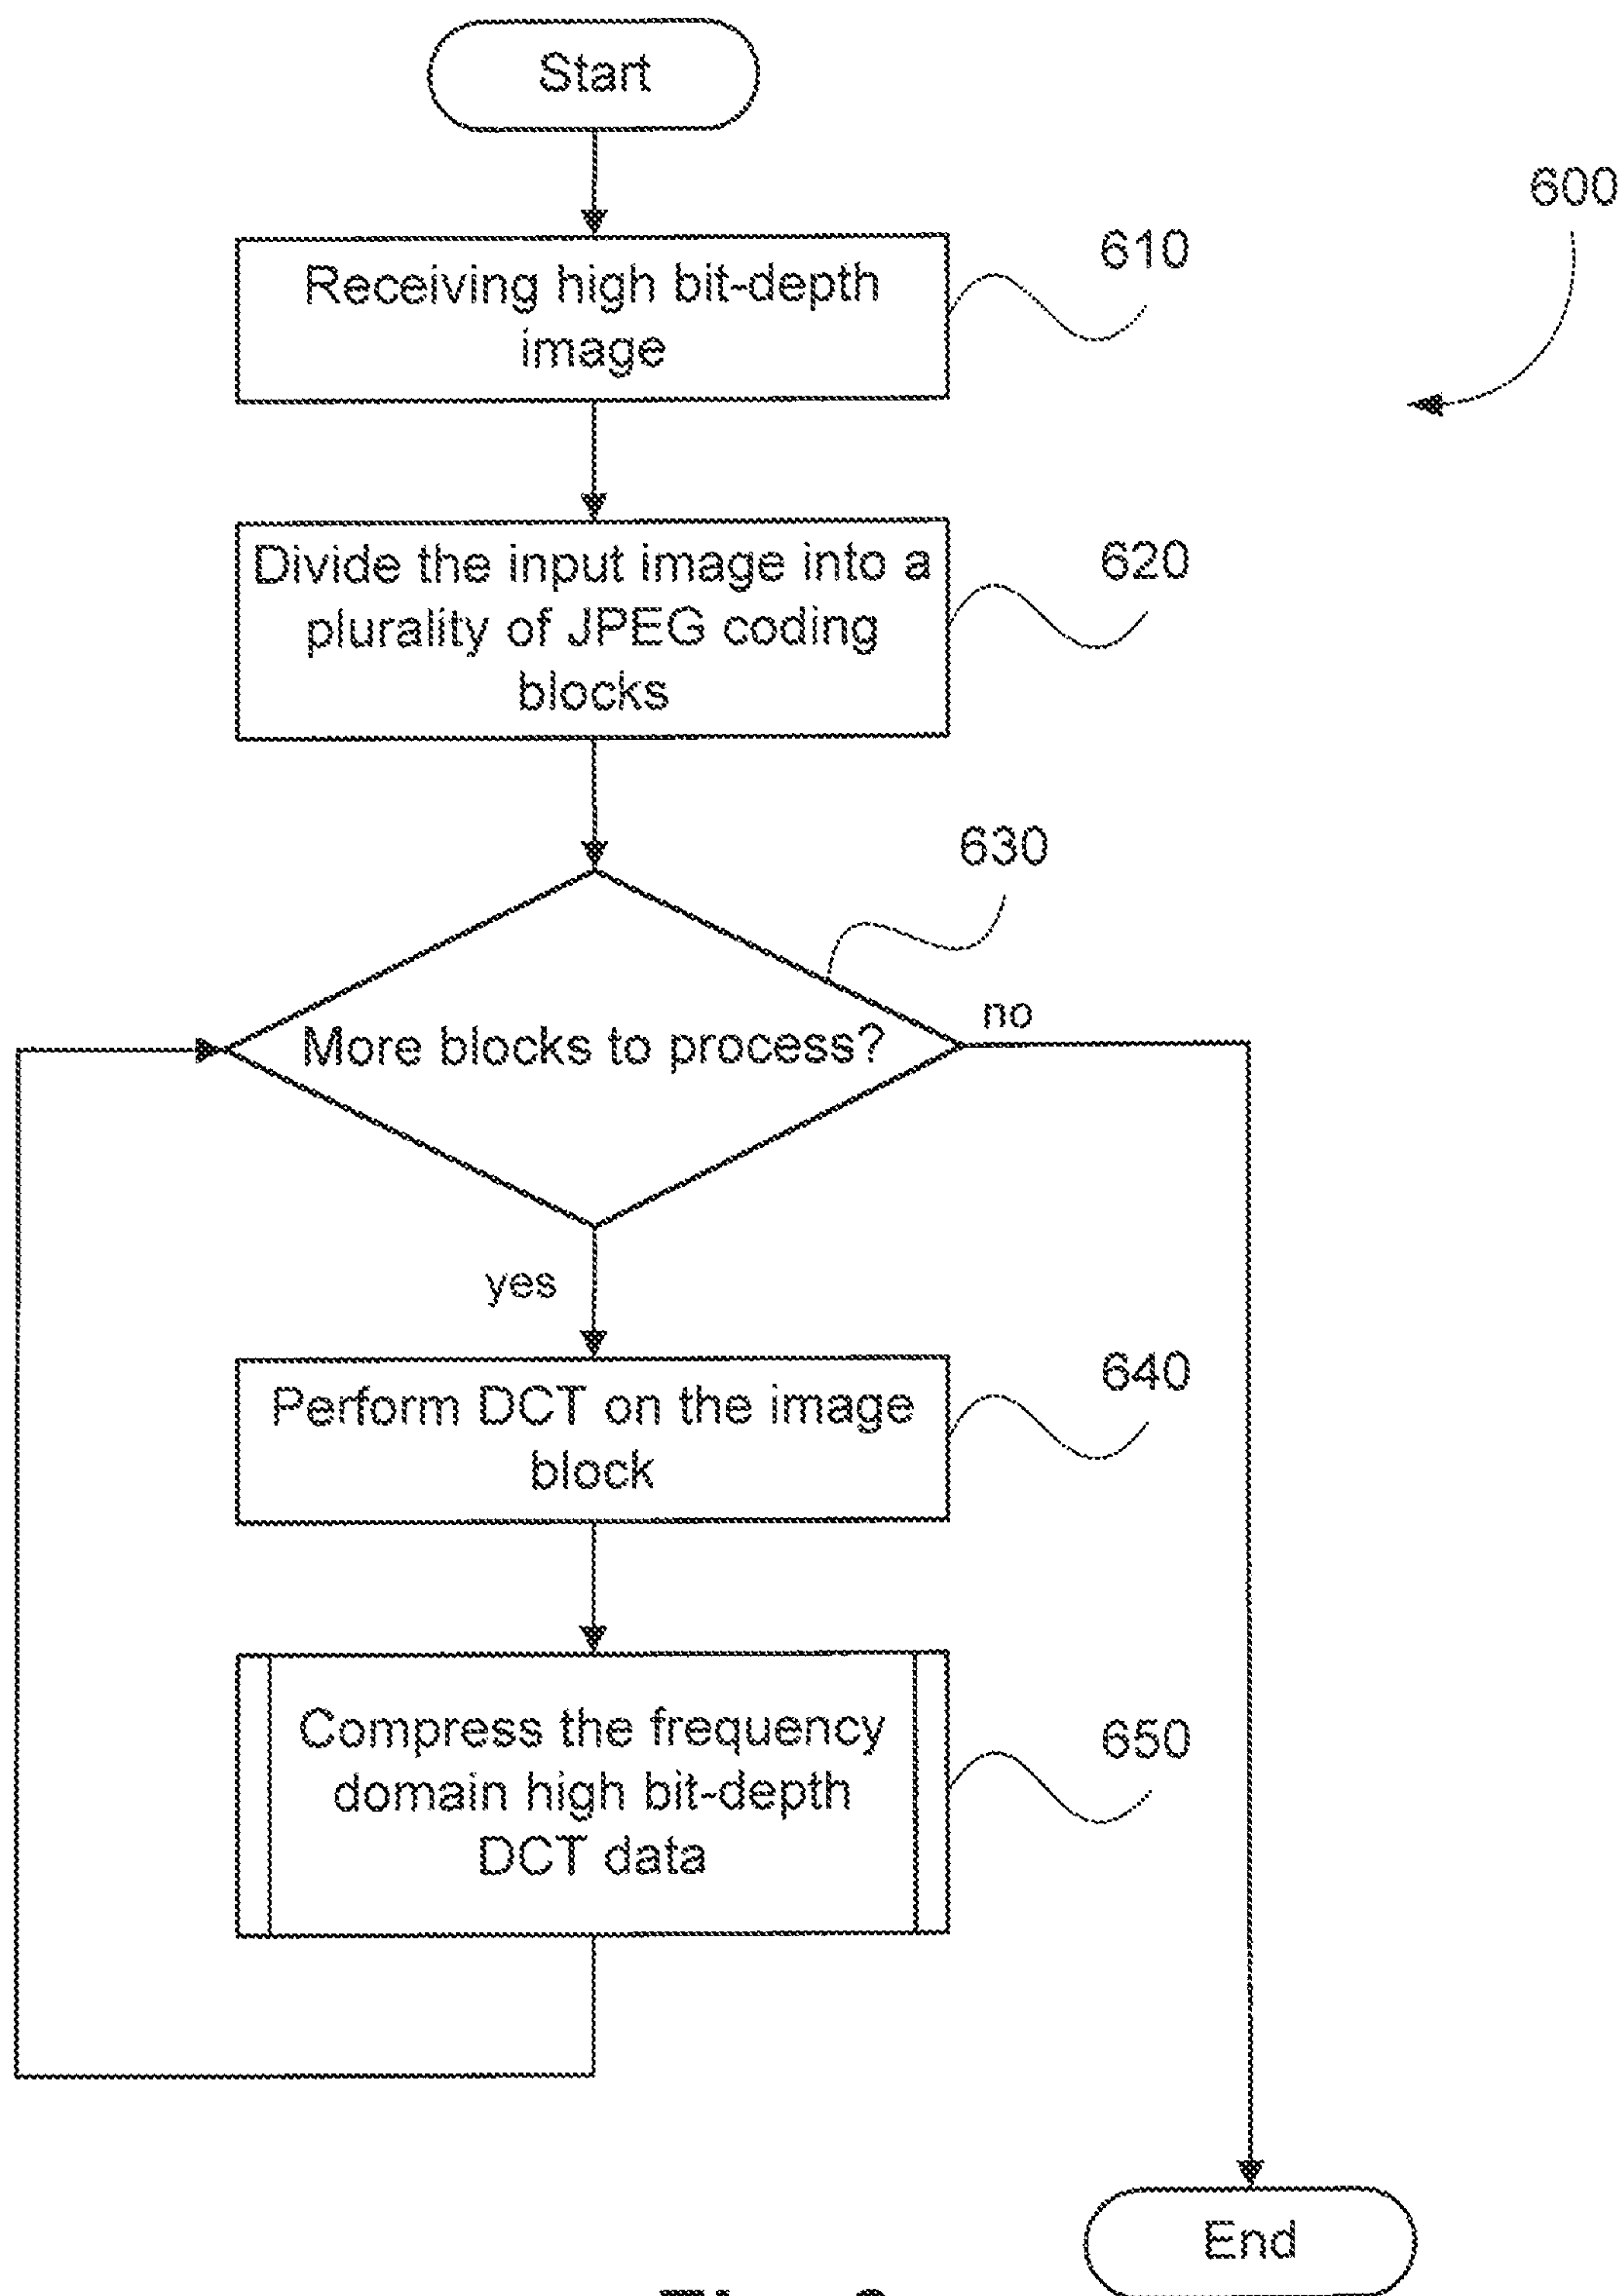 Start
600
610
Receiving high bit-depth
image
620
Divide the input image into a
plurality of JPEG coding
blocks
630
no
More blocks to process?
yes
640
Perform DCT on the image
block
650
Compress the frequency
domain high bit-depth
DCT data
End